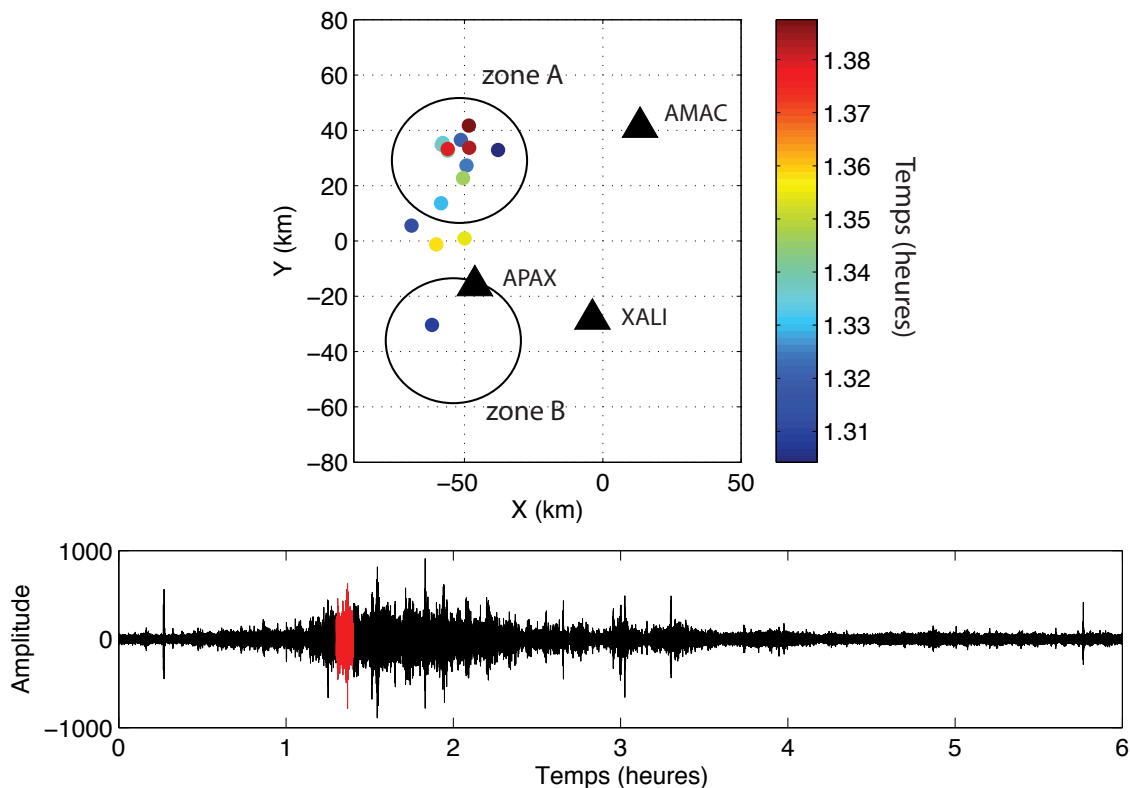 80
60
40
20
0
−20
−40
−60
−80
Y (km)
−50
0
50
X (km)
zone A
AMAC
APAX
XALI
zone B
1.38
1.37
1.36
1.35
1.34
1.33
1.32
1.31
Temps (heures)
1000
0
−1000
Amplitude
0 1 2 3 4 5 6
Temps (heures)